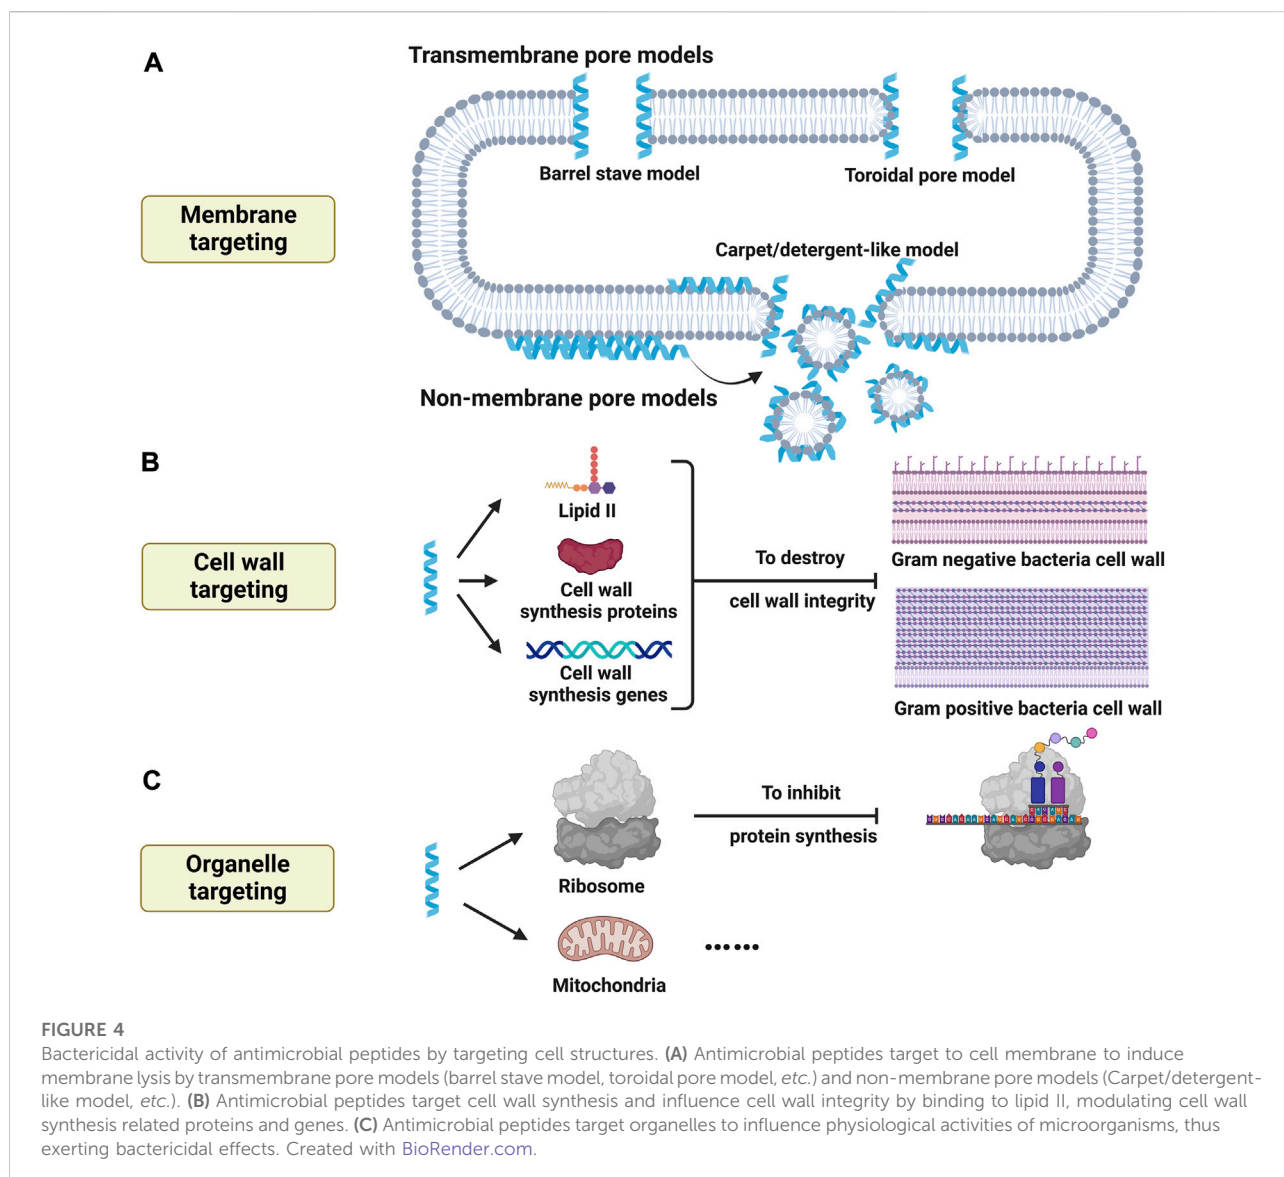 A
Transmembrane pore models
Barrel stave model
Toroidal pore model
Membrane
targeting
Carpet/detergent-like model
Non-membrane pore models
B
Lipid II
Cell wall
targeting
Cell wall
synthesis proteins
Cell wall
synthesis genes
To destroy
cell wall integrity
Gram negative bacteria cell wall
Gram positive bacteria cell wall
C
Organelle
targeting
Ribosome
To inhibit
protein synthesis
Mitochondria
......
FIGURE 4
Bactericidal activity of antimicrobial peptides by targeting cell structures. (A) Antimicrobial peptides target to cell membrane to induce
membrane lysis by transmembrane pore models (barrel stave model, toroidal pore model, etc.) and non-membrane pore models (Carpet/detergent-
like model, etc.). (B) Antimicrobial peptides target cell wall synthesis and influence cell wall integrity by binding to lipid II, modulating cell wall
synthesis related proteins and genes. (C) Antimicrobial peptides target organelles to influence physiological activities of microorganisms, thus
exerting bactericidal effects. Created with BioRender.com.